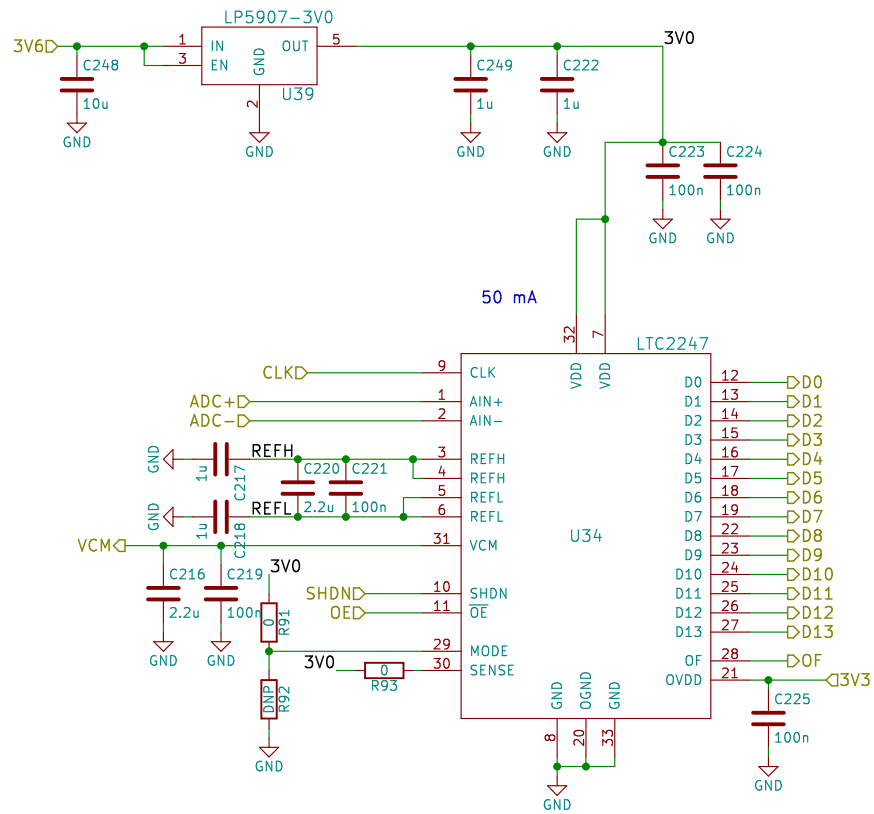 LP5907-3V0
3V6 1 IN OUT 5 3V0
3 EN GND
C248 C249 C222
10u 2 U39 1u 1u
GND GND GND GND
C223 C224
100n 100n
GND GND
50 mA
32 7 LTC2247
VDD VDD
CLK 9 CLK D0 12 D0
ADC+ 1 AIN+ D1 13 D1
ADC- 2 AIN- D2 14 D2
D3 15 D3
GND 1u C217 REFH 3 REFH D4 16 D4
C220 C221 4 REFH D5 17 D5
2.2u 100n 5 REFL D6 18 D6
GND 1u C218 REFL 6 REFL D7 19 D7
U34 D8 22 D8
VCM 31 VCM D9 23 D9
C216 C219 3V0 D10 24 D10
SHDN 10 SHDN D11 25 D11
2.2u 100n 0 R91 OE 11 OE D12 26 D12
D13 27 D13
GND GND 29 MODE OF 28 OF
3V0 0 R93 30 SENSE OVDD 21 3V3
DNP R92 GND OGND GND C225
8 20 33 100n
GND GND GND